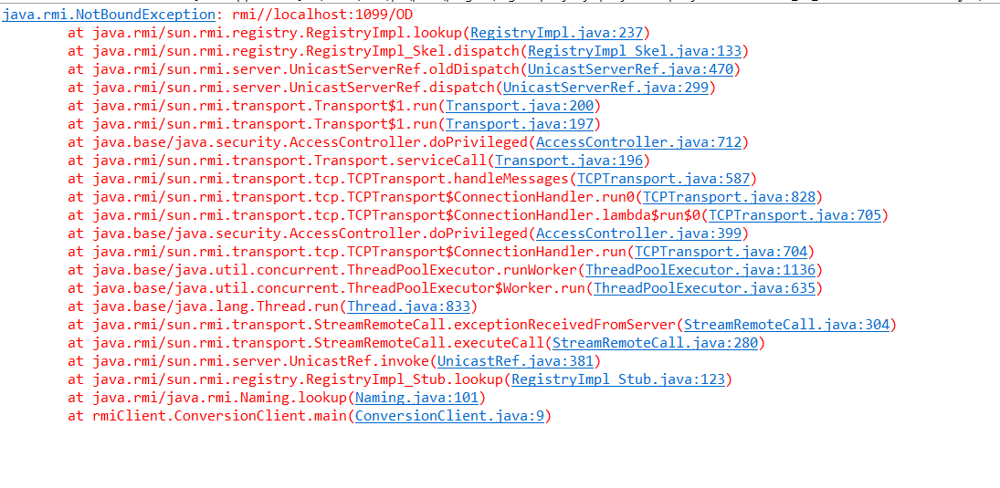 java.rmi.NotBoundException: rmi//localhost:1099/OD
at java.rmi/sun.rmi.registry.RegistryImpl.lookup(RegistryImpl.java:237)
at java.rmi/sun.rmi.registry.RegistryImpl_Skel.dispatch(RegistryImpl_Skel.java:133)
at java.rmi/sun.rmi.server.UnicastServerRef.oldDispatch(UnicastServerRef.java:470)
at java.rmi/sun.rmi.server.UnicastServerRef.dispatch(UnicastServerRef.java:299)
at java.rmi/sun.rmi.transport.Transport$1.run(Transport.java:200)
at java.rmi/sun.rmi.transport.Transport$1.run(Transport.java:197)
at java.base/java.security.AccessController.doPrivileged(AccessController.java:712)
at java.rmi/sun.rmi.transport.Transport.serviceCall(Transport.java:196)
at java.rmi/sun.rmi.transport.tcp.TCPTransport.handleMessages(TCPTransport.java:587)
at java.rmi/sun.rmi.transport.tcp.TCPTransport$ConnectionHandler.run0(TCPTransport.java:828)
at java.rmi/sun.rmi.transport.tcp.TCPTransport$ConnectionHandler.lambda$run$0(TCPTransport.java:705)
at java.base/java.security.AccessController.doPrivileged(AccessController.java:399)
at java.rmi/sun.rmi.transport.tcp.TCPTransport$ConnectionHandler.run(TCPTransport.java:704)
at java.base/java.util.concurrent.ThreadPoolExecutor.runWorker(ThreadPoolExecutor.java:1136)
at java.base/java.util.concurrent.ThreadPoolExecutor$Worker.run(ThreadPoolExecutor.java:635)
at java.base/java.lang.Thread.run(Thread.java:833)
at java.rmi/sun.rmi.transport.StreamRemoteCall.exceptionReceivedFromServer(StreamRemoteCall.java:304)
at java.rmi/sun.rmi.transport.StreamRemoteCall.executeCall(StreamRemoteCall.java:280)
at java.rmi/sun.rmi.server.UnicastRef.invoke(UnicastRef.java:381)
at java.rmi/sun.rmi.registry.RegistryImpl_Stub.lookup(RegistryImpl_Stub.java:123)
at java.rmi/java.rmi.Naming.lookup(Naming.java:101)
at rmiClient.ConversionClient.main(ConversionClient.java:9)